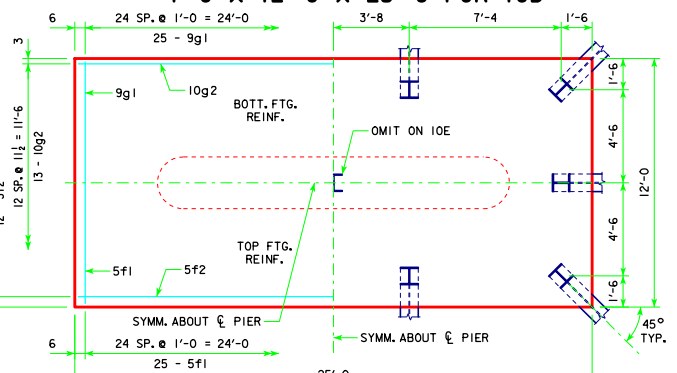 6
24 SP.@ 1'-0 = 24'-0
25 - 9g1
3'-8
7'-4
1'-6
3
12 SP.@ 11½ = 11'-6
13 - 10g2
9g1
10g2
BOTT.FTG.
REINF.
OMIT ON 10E
1'-6
4'-6
12'-0
4'-6
1'-6
TOP FTG.
REINF.
5f1
5f2
SYMM.ABOUT ℄ PIER
SYMM.ABOUT ℄ PIER
45°
TYP.
6
24 SP.@ 1'-0 = 24'-0
25 - 5f1